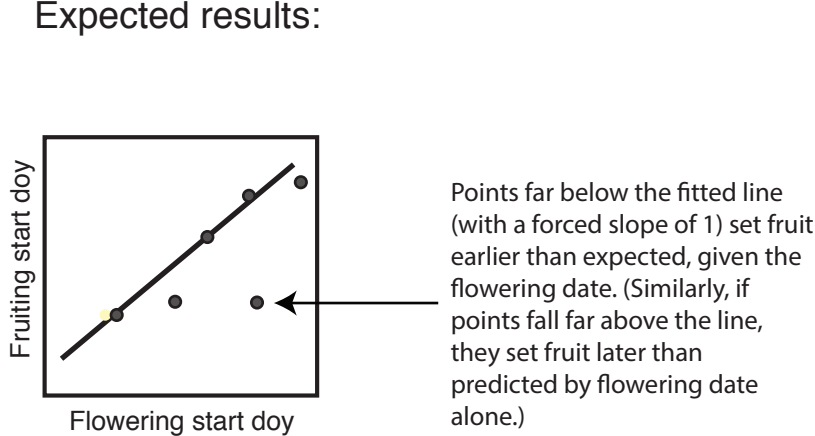 Expected results:
Fruiting start doy
Flowering start doy
Points far below the fitted line
(with a forced slope of 1) set fruit
earlier than expected, given the
flowering date. (Similarly, if
points fall far above the line,
they set fruit later than
predicted by flowering date
alone.)